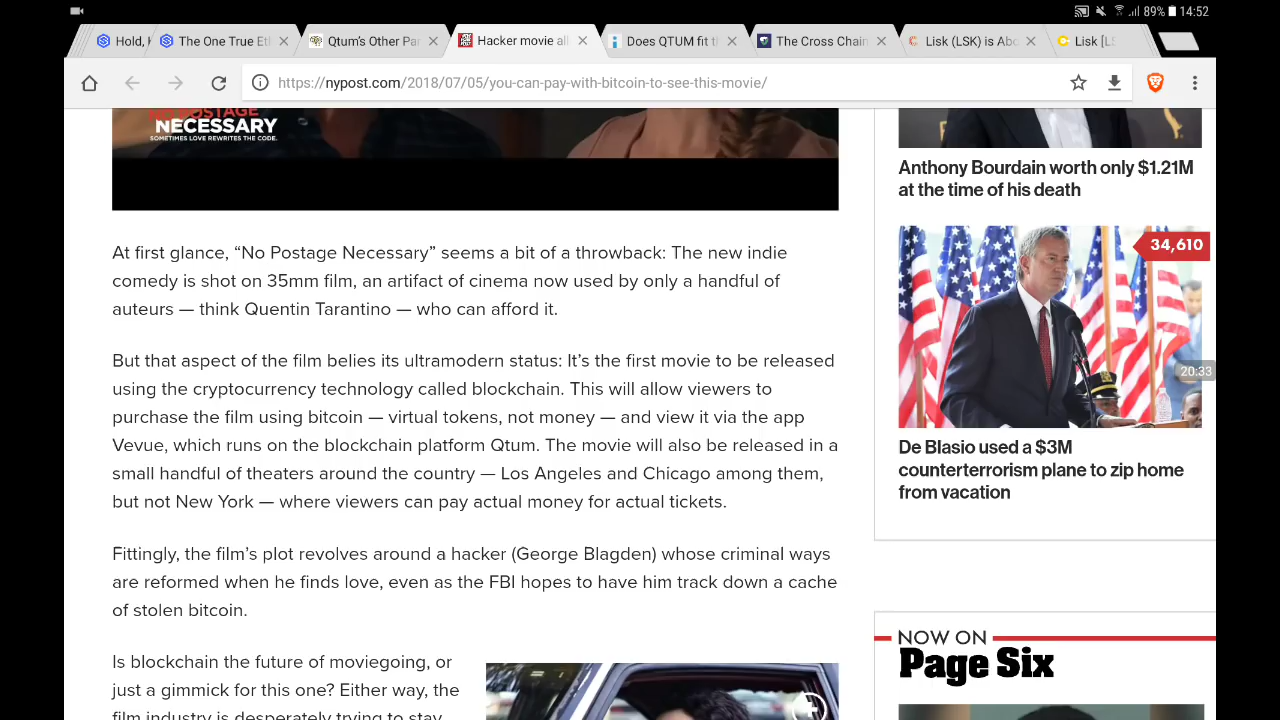 89% 14:52
Hold, H
The One True Et
Qtum's Other Par
Hacker movie all
Does QTUM fit t
The Cross Chain
Lisk (LSK) is Abo
Lisk [LS
https://nypost.com/2018/07/05/you-can-pay-with-bitcoin-to-see-this-movie/
NO POSTAGE
NECESSARY
SOMETIMES LOVE REWRITES THE CODE.
At first glance, “No Postage Necessary” seems a bit of a throwback: The new indie
comedy is shot on 35mm film, an artifact of cinema now used by only a handful of
auteurs — think Quentin Tarantino — who can afford it.
But that aspect of the film belies its ultramodern status: It’s the first movie to be released
using the cryptocurrency technology called blockchain. This will allow viewers to
purchase the film using bitcoin — virtual tokens, not money — and view it via the app
Vevue, which runs on the blockchain platform Qtum. The movie will also be released in a
small handful of theaters around the country — Los Angeles and Chicago among them,
but not New York — where viewers can pay actual money for actual tickets.
Fittingly, the film’s plot revolves around a hacker (George Blagden) whose criminal ways
are reformed when he finds love, even as the FBI hopes to have him track down a cache
of stolen bitcoin.
Is blockchain the future of moviegoing, or
just a gimmick for this one? Either way, the
film industry is desperately trying to stay
Anthony Bourdain worth only $1.21M
at the time of his death
34,610
20:33
De Blasio used a $3M
counterterrorism plane to zip home
from vacation
NOW ON
Page Six